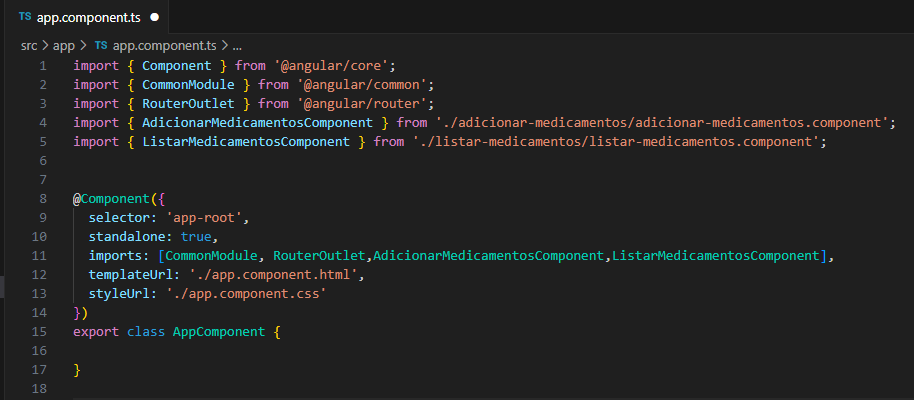 TS app.component.ts ●
src > app > TS app.component.ts > ...
1 import { Component } from '@angular/core';
2 import { CommonModule } from '@angular/common';
3 import { RouterOutlet } from '@angular/router';
4 import { AdicionarMedicamentosComponent } from './adicionar-medicamentos/adicionar-medicamentos.component';
5 import { ListarMedicamentosComponent } from './listar-medicamentos/listar-medicamentos.component';
6
7
8 @Component({
9   selector: 'app-root',
10   standalone: true,
11   imports: [CommonModule, RouterOutlet,AdicionarMedicamentosComponent,ListarMedicamentosComponent],
12   templateUrl: './app.component.html',
13   styleUrl: './app.component.css'
14 })
15 export class AppComponent {
16
17 }
18